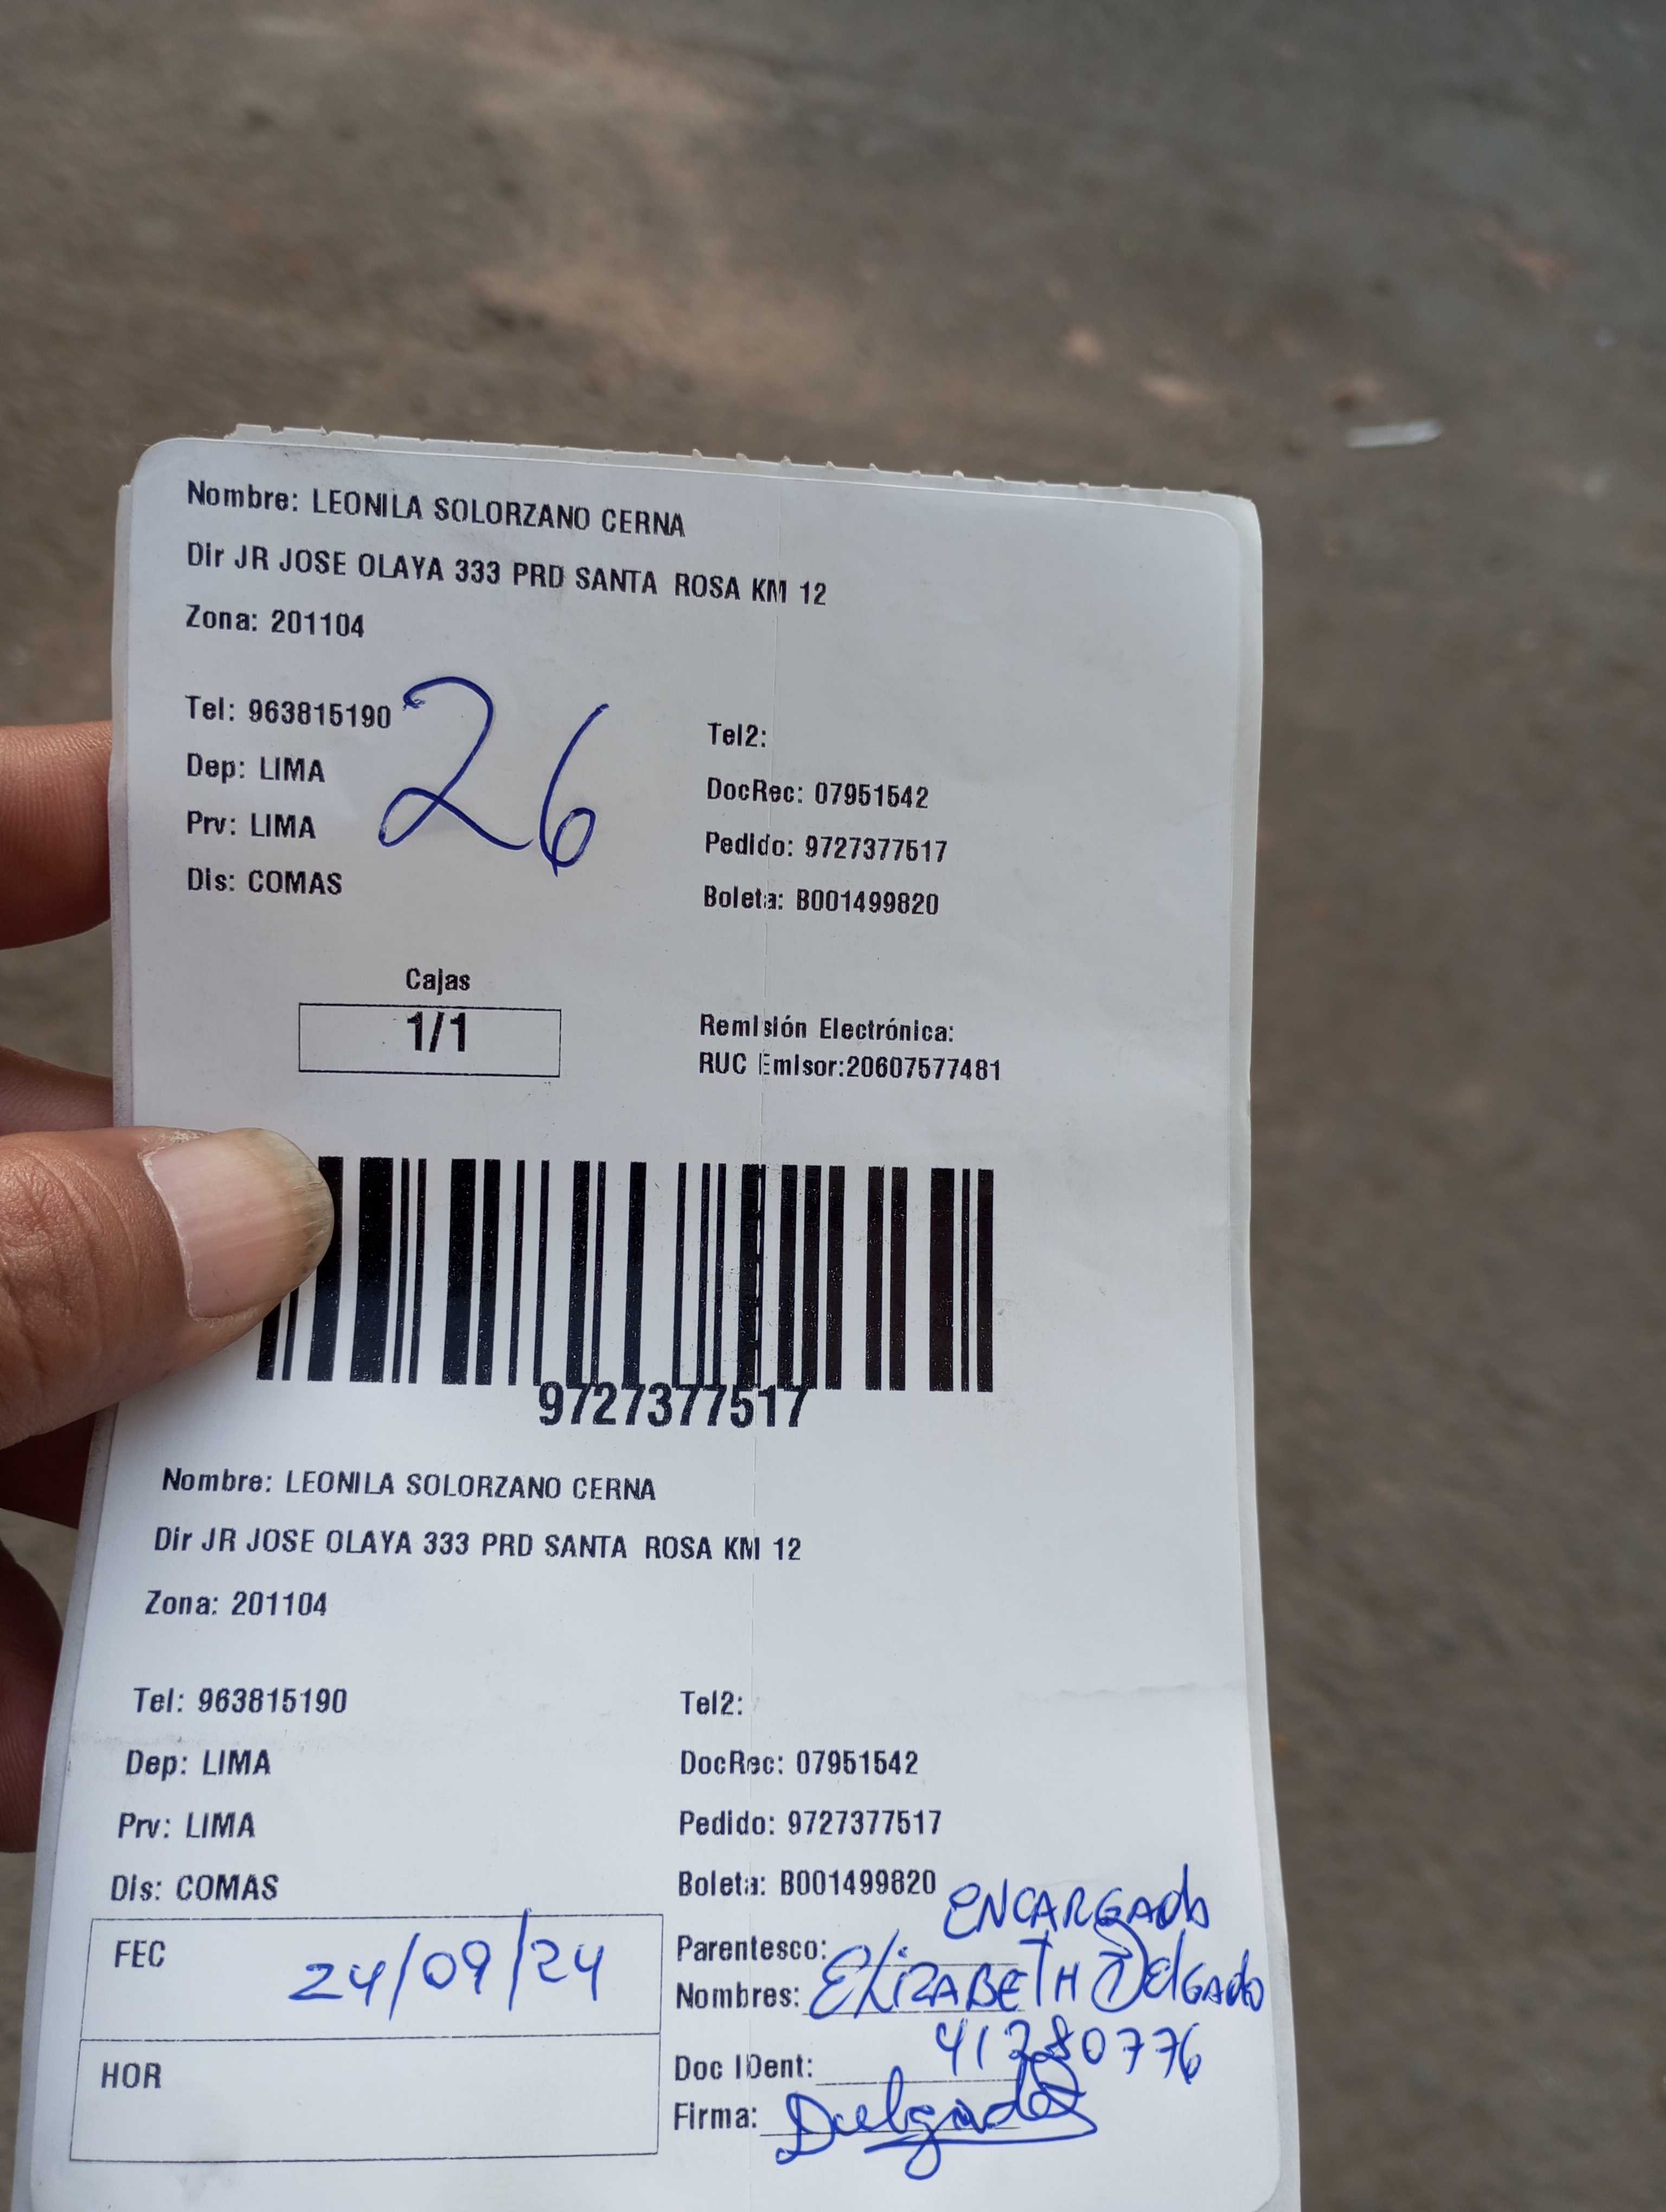 Nombre: LEONILA SOLORZANO CERNA
Dir JR JOSE OLAYA 333 PRD SANTA ROSA KM 12
Zona: 201104
Tel: 963815190
Dep: LIMA
Prv: LIMA
Dis: COMAS
26
Tel2:
DocRec: 07951542
Pedido: 9727377517
Boleta: B001499820
Cajas
1/1
Remisión Electrónica:
RUC Emisor:20607577481
9727377517
Nombre: LEONILA SOLORZANO CERNA
Dir JR JOSE OLAYA 333 PRD SANTA ROSA KM 12
Zona: 201104
Tel: 963815190
Dep: LIMA
Prv: LIMA
Dis: COMAS
Tel2:
DocRec: 07951542
Pedido: 9727377517
Boleta: B001499820
FEC 24/09/24
HOR
Parentesco: ENCARGADA
Nombres: ELIZABETH DELGADO
Doc IDent: 41280776
Firma: Delgado